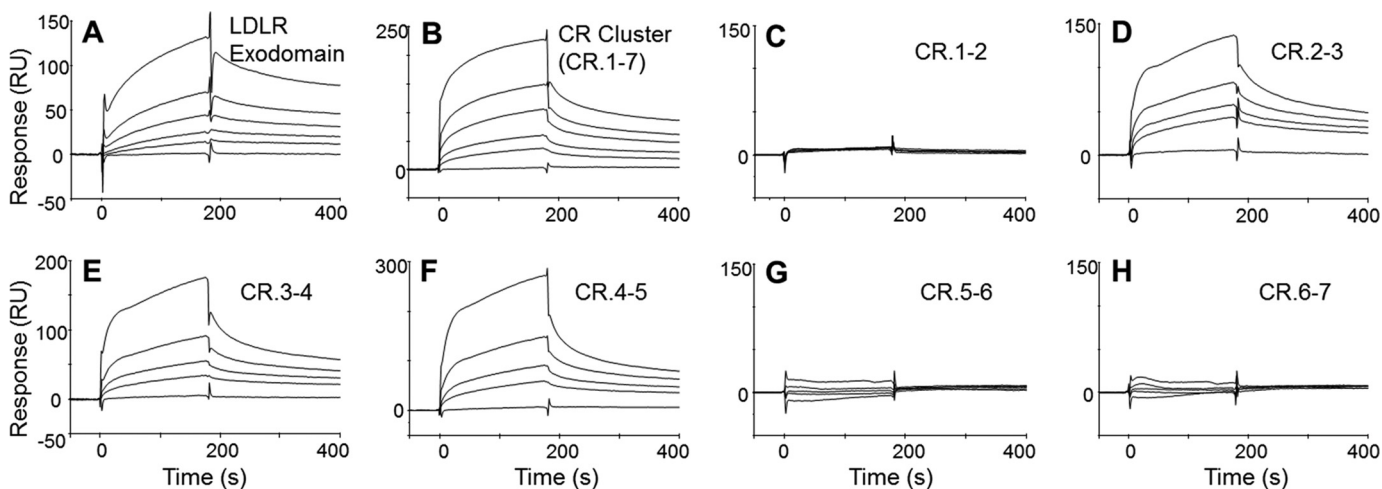 A
LDLR
Exodomain
Response (RU)
150
100
50
0
-50
0
200
400
B
CR Cluster
(CR.1-7)
250
0
0
200
400
C
CR.1-2
150
0
0
200
400
D
CR.2-3
150
0
0
200
400
E
CR.3-4
Response (RU)
200
100
0
-50
0
200
400
Time (s)
F
CR.4-5
300
0
0
200
400
Time (s)
G
CR.5-6
150
0
0
200
400
Time (s)
H
CR.6-7
150
0
0
200
400
Time (s)